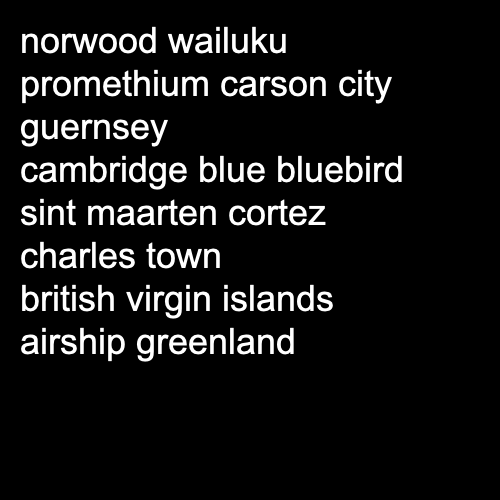 norwood wailuku
promethium carson city
guernsey
cambridge blue bluebird
sint maarten cortez
charles town
british virgin islands
airship greenland